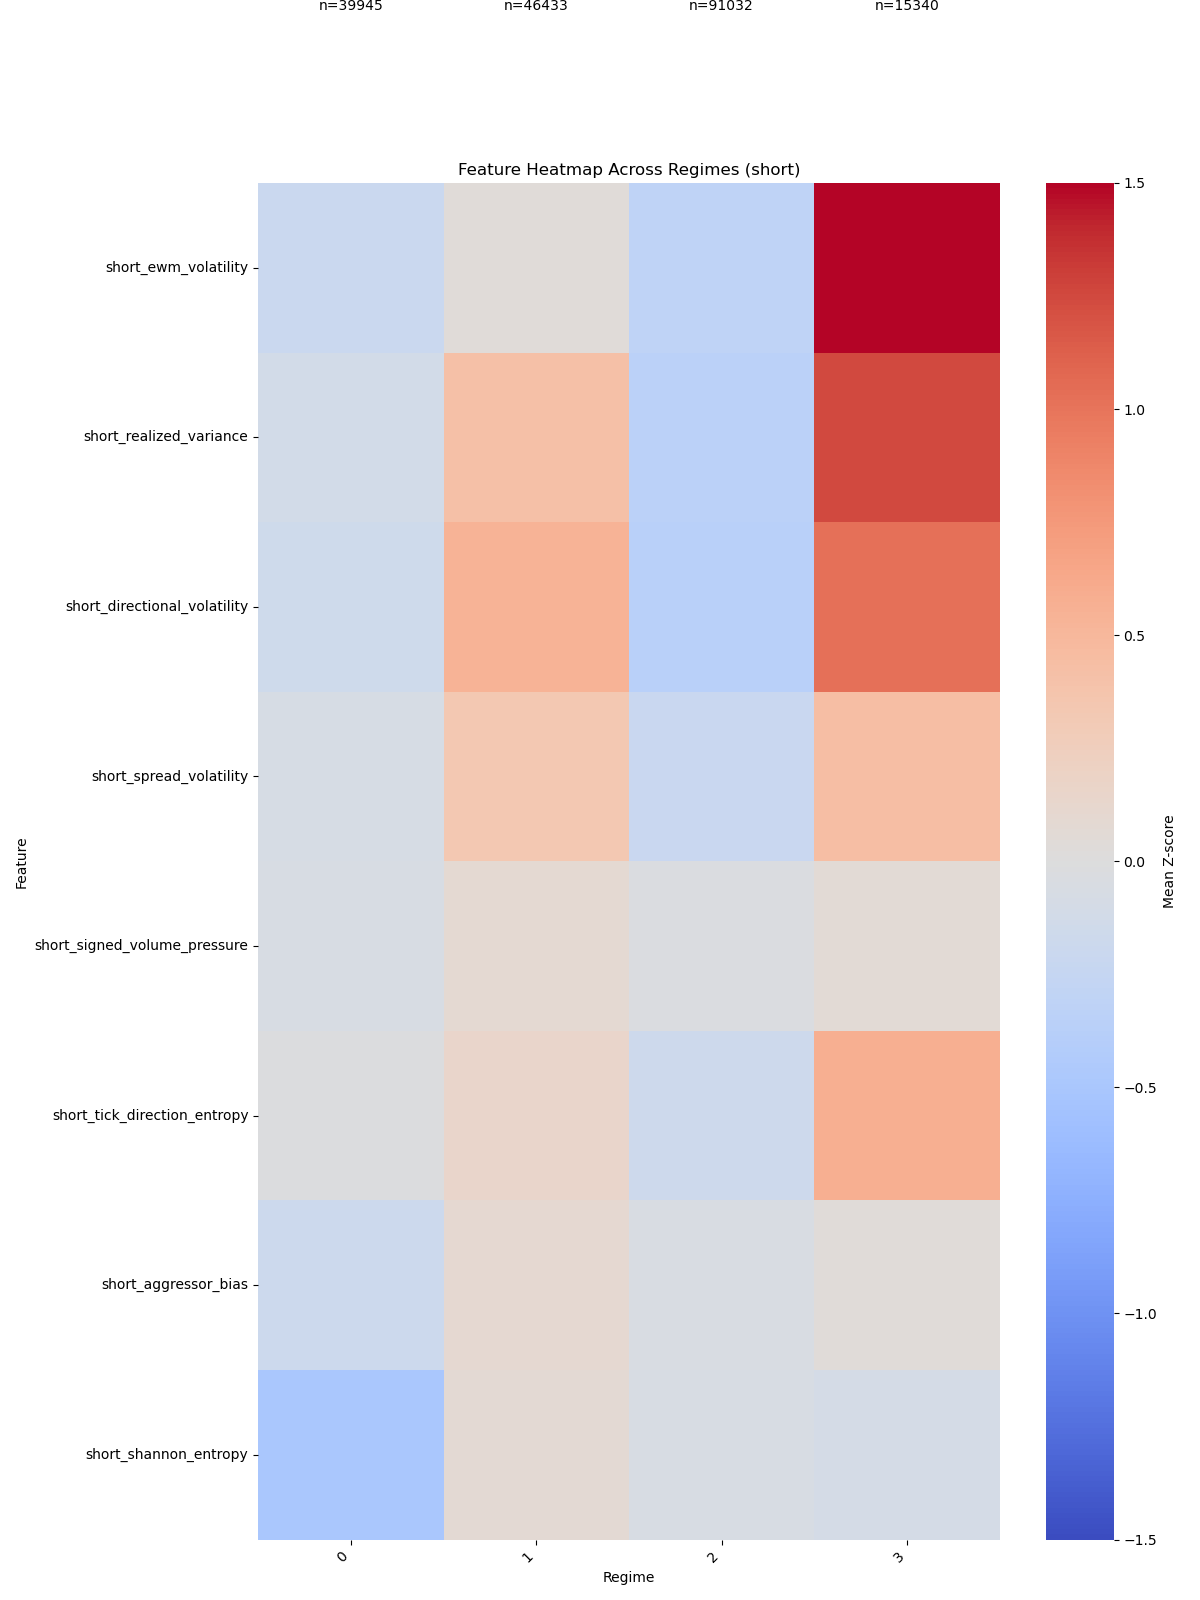 n=39945 n=46433 n=91032 n=15340
Feature Heatmap Across Regimes (short)
short_ewm_volatility
short_realized_variance
short_directional_volatility
short_spread_volatility
short_signed_volume_pressure
short_tick_direction_entropy
short_aggressor_bias
short_shannon_entropy
Feature
0 1 2 3
Regime
1.5
1.0
0.5
0.0
−0.5
−1.0
−1.5
Mean Z-score